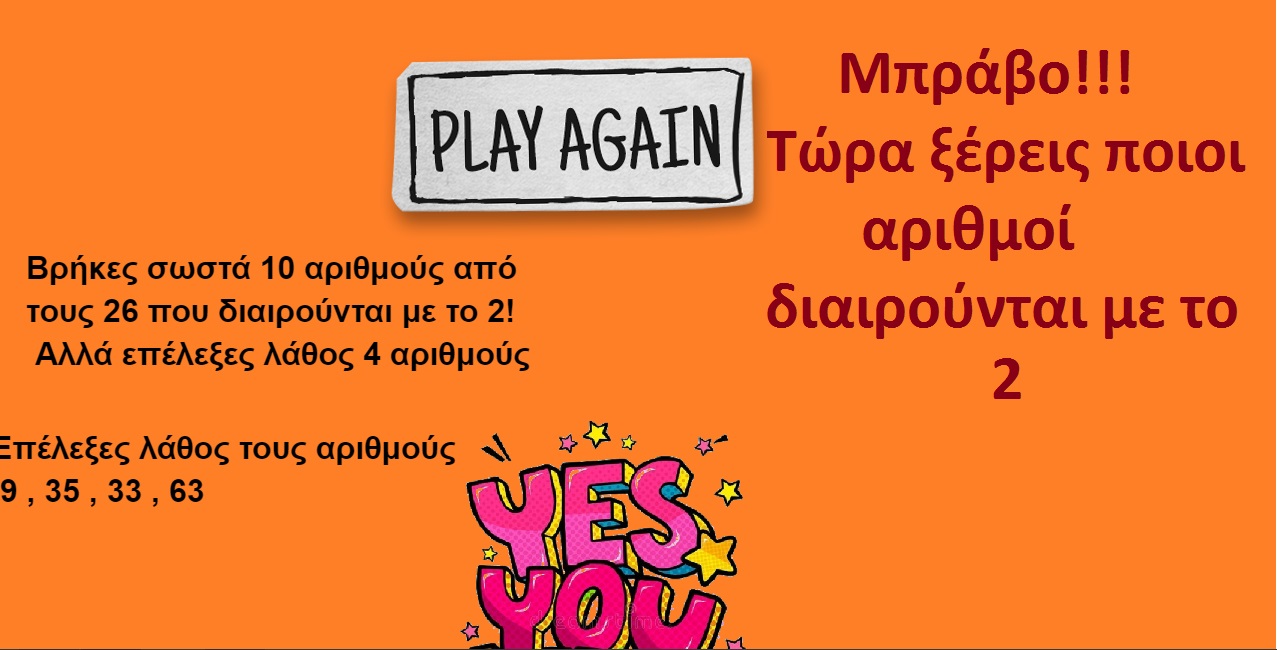 PLAY AGAIN
Μπράβο!!!
Τώρα ξέρεις ποιοι
αριθμοί
διαιρούνται με το
2
Βρήκες σωστά 10 αριθμούς από
τους 26 που διαιρούνται με το 2!
Αλλά επέλεξες λάθος 4 αριθμούς
Επέλεξες λάθος τους αριθμούς
9 , 35 , 33 , 63
YES
YOU